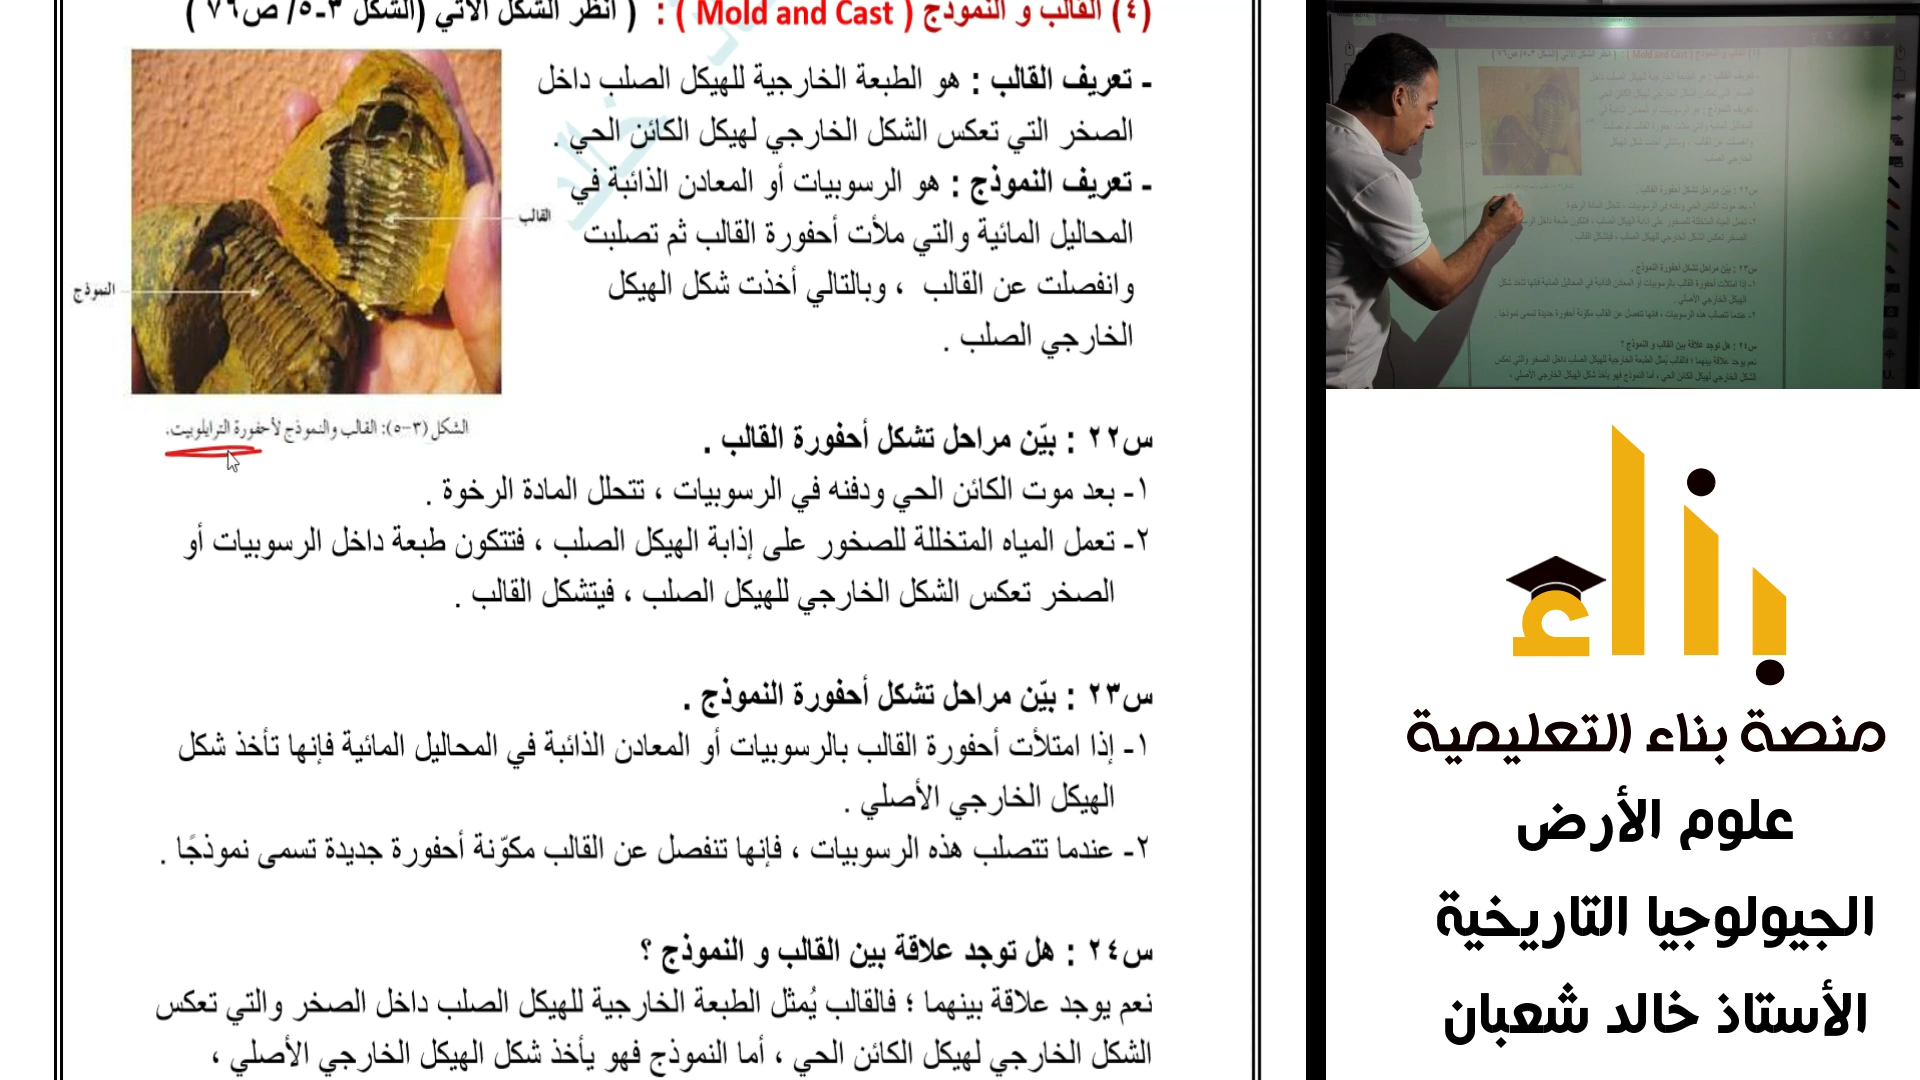 (٤) القالب و النموذج ( Mold and Cast ) : ( انظر الشكل الآتي (الشكل ٣-٥/ ص٧٦ )
- تعريف القالب : هو الطبعة الخارجية للهيكل الصلب داخل
الصخر التي تعكس الشكل الخارجي لهيكل الكائن الحي .
- تعريف النموذج : هو الرسوبيات أو المعادن الذائبة في
المحاليل المائية والتي ملأت أحفورة القالب ثم تصلبت
وانفصلت عن القالب ، وبالتالي أخذت شكل الهيكل
الخارجي الصلب .
القالب
النموذج
الشكل (٣-٥): القالب والنموذج لأحفورة الترايلوبيت.
س٢٢ : بيّن مراحل تشكل أحفورة القالب .
١- بعد موت الكائن الحي ودفنه في الرسوبيات ، تتحلل المادة الرخوة .
٢- تعمل المياه المتخللة للصخور على إذابة الهيكل الصلب ، فتتكون طبعة داخل الرسوبيات أو
الصخر تعكس الشكل الخارجي للهيكل الصلب ، فيتشكل القالب .
س٢٣ : بيّن مراحل تشكل أحفورة النموذج .
١- إذا امتلأت أحفورة القالب بالرسوبيات أو المعادن الذائبة في المحاليل المائية فإنها تأخذ شكل
الهيكل الخارجي الأصلي .
٢- عندما تتصلب هذه الرسوبيات ، فإنها تنفصل عن القالب مكوّنة أحفورة جديدة تسمى نموذجًا .
س٢٤ : هل توجد علاقة بين القالب و النموذج ؟
نعم يوجد علاقة بينهما ؛ فالقالب يُمثل الطبعة الخارجية للهيكل الصلب داخل الصخر والتي تعكس
الشكل الخارجي لهيكل الكائن الحي ، أما النموذج فهو يأخذ شكل الهيكل الخارجي الأصلي ،
خالد
بناء
منصة بناء التعليمية
علوم الأرض
الجيولوجيا التاريخية
الأستاذ خالد شعبان